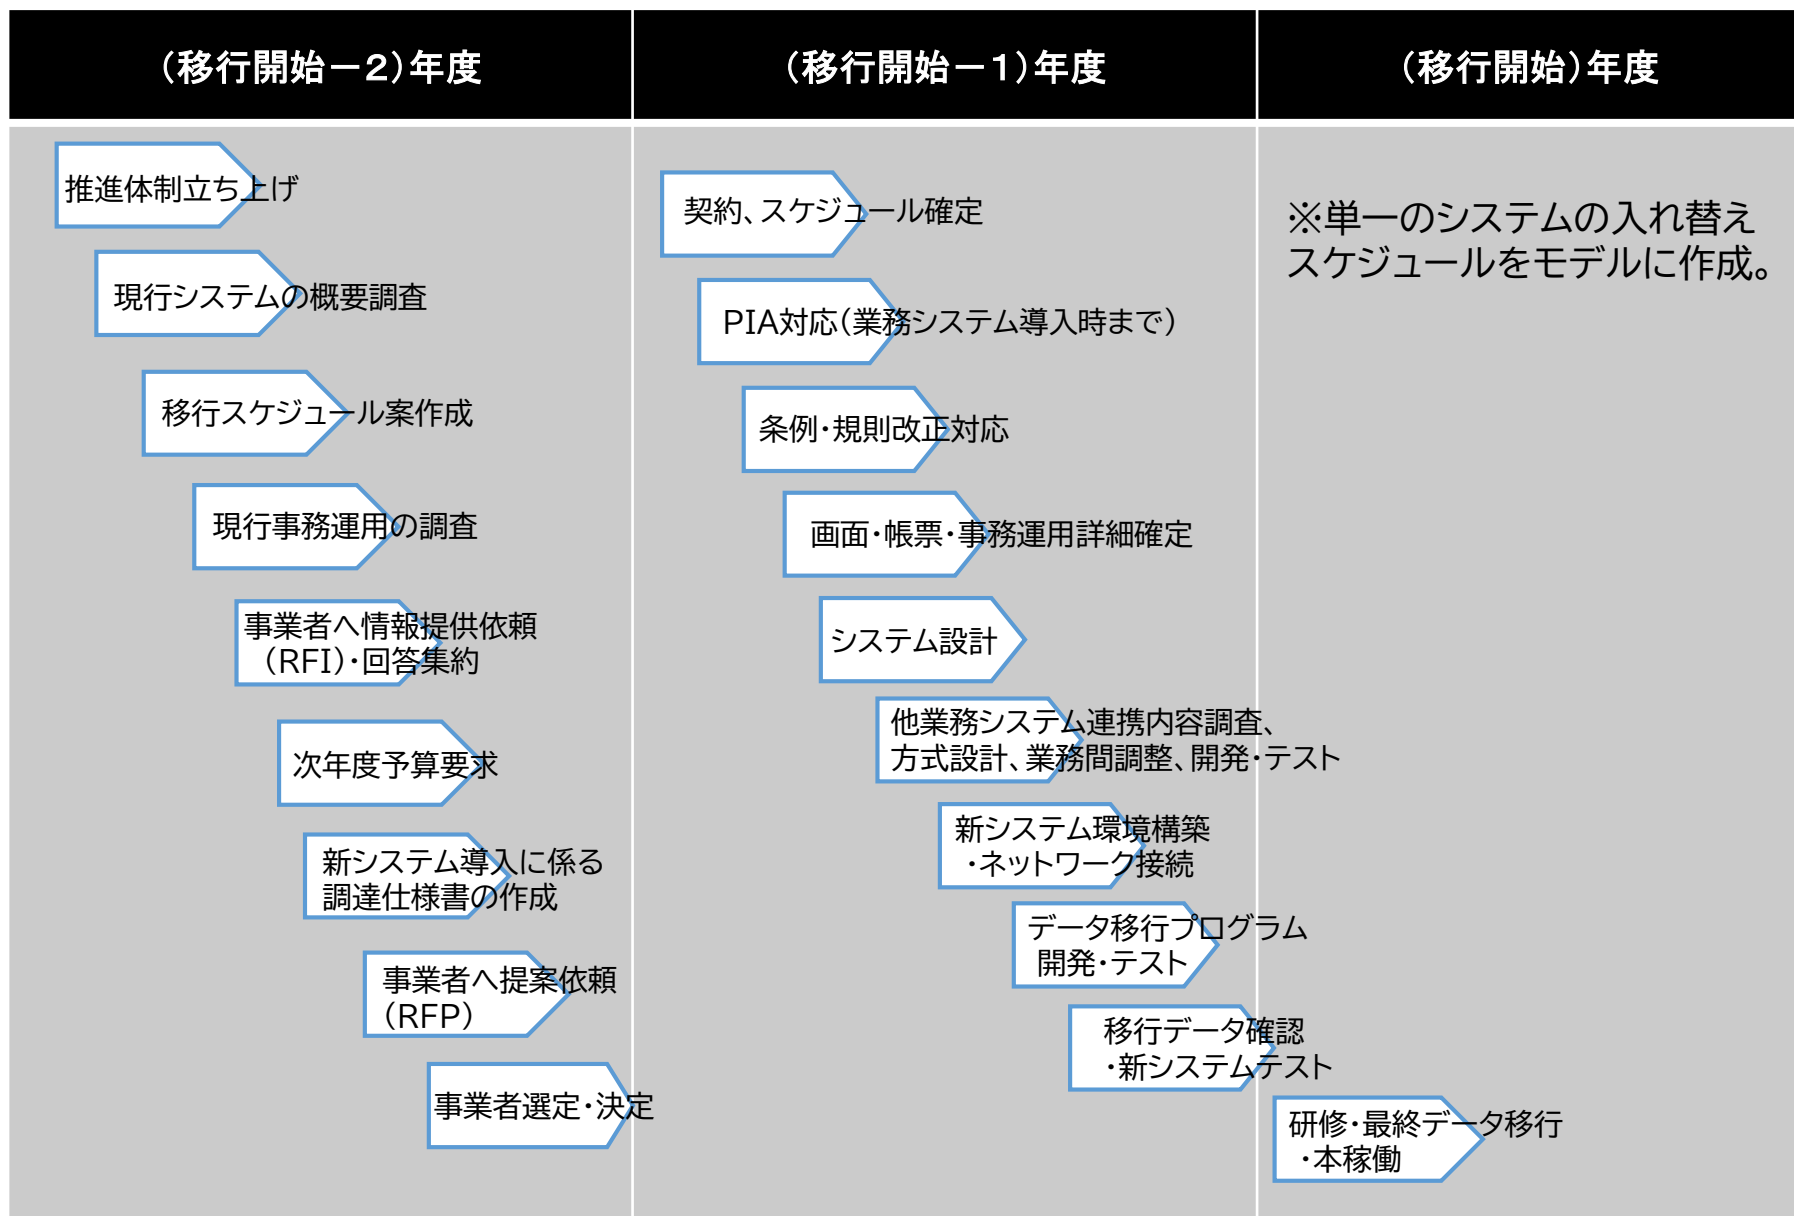 （移行開始－２）年度
（移行開始－１）年度
（移行開始）年度
推進体制立ち上げ
現行システムの概要調査
移行スケジュール案作成
現行事務運用の調査
事業者へ情報提供依頼
（RFI）・回答集約
次年度予算要求
新システム導入に係る
調達仕様書の作成
事業者へ提案依頼
（RFP）
事業者選定・決定
契約、スケジュール確定
PIA対応（業務システム導入時まで）
条例・規則改正対応
画面・帳票・事務運用詳細確定
システム設計
他業務システム連携内容調査、
方式設計、業務間調整、開発・テスト
新システム環境構築
・ネットワーク接続
データ移行プログラム
開発・テスト
移行データ確認
・新システムテスト
※単一のシステムの入れ替え
スケジュールをモデルに作成。
研修・最終データ移行
・本稼働